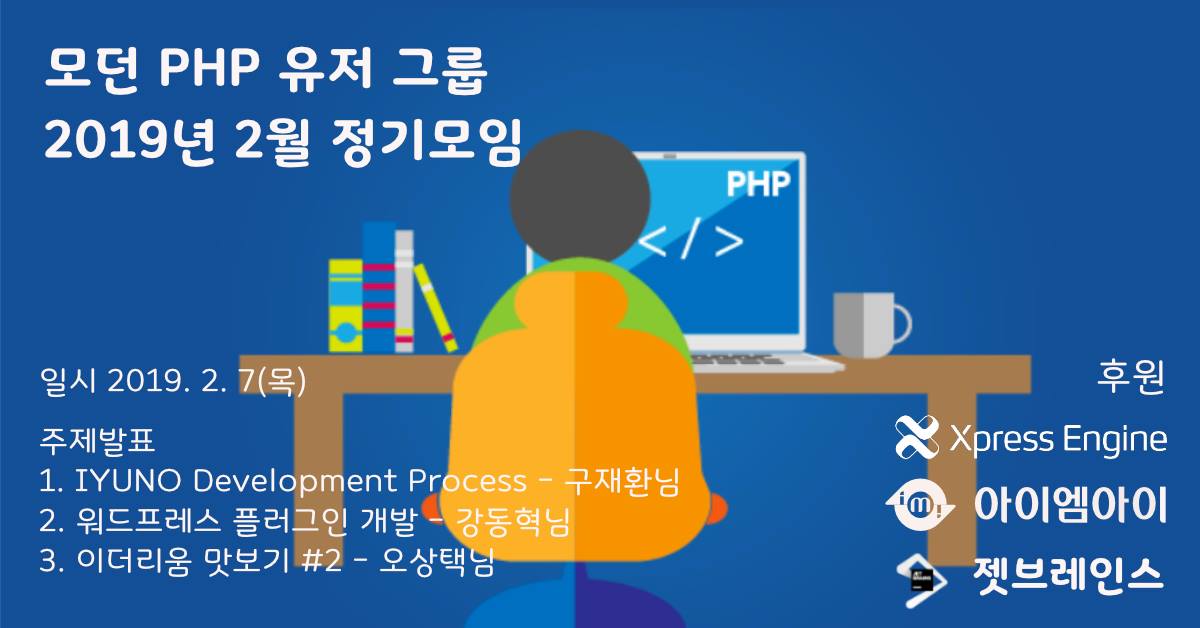 모던 PHP 유저 그룹
2019년 2월 정기모임
PHP
</>
일시 2019. 2. 7(목)
주제발표
1. IYUNO Development Process - 구재환님
2. 워드프레스 플러그인 개발 - 강동혁님
3. 이더리움 맛보기 #2 - 오상택님
후원
Xpress Engine
imi
아이엠아이
JET BRAINS
젯브레인스